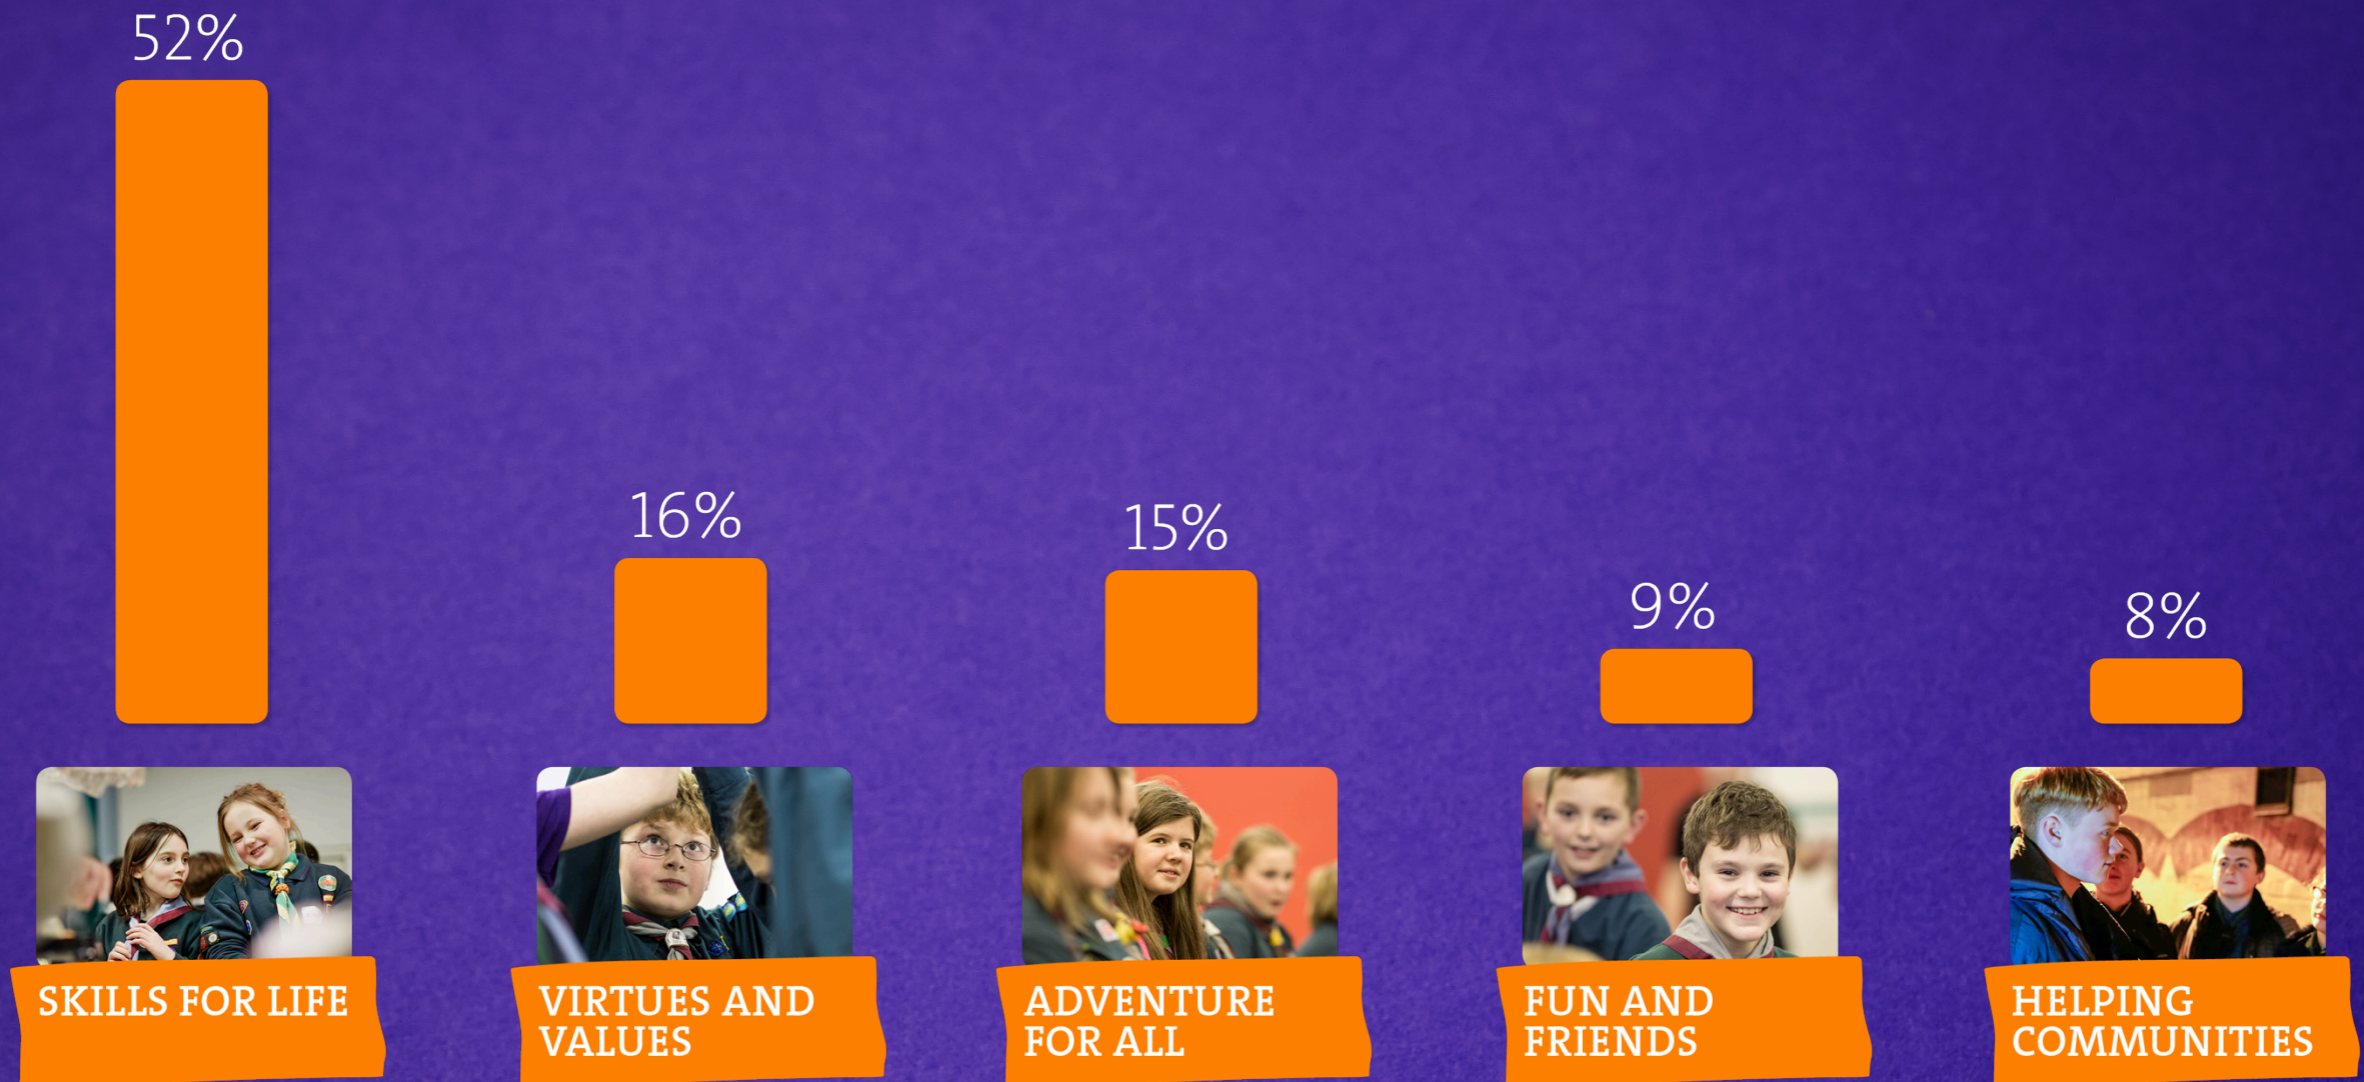 52%
16%
15%
9%
8%
SKILLS FOR LIFE
VIRTUES AND
VALUES
ADVENTURE
FOR ALL
FUN AND
FRIENDS
HELPING
COMMUNITIES